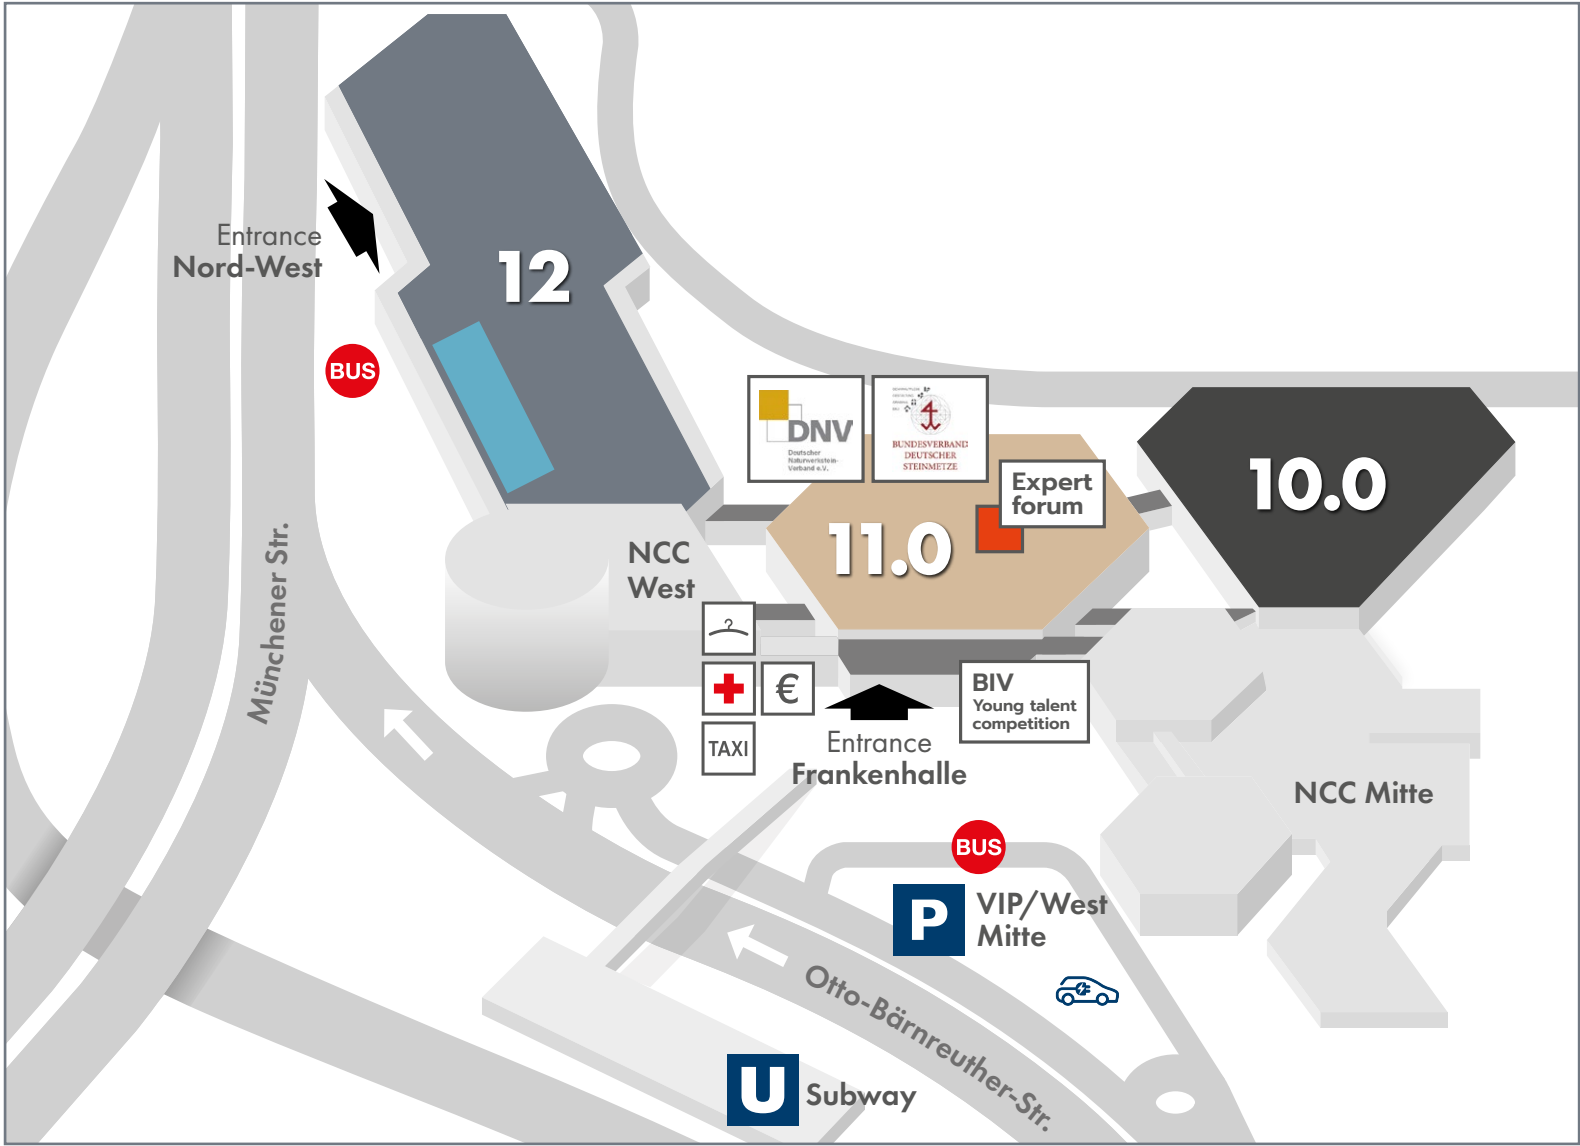 12
Entrance
Nord-West
BUS
DNV
Deutscher
Naturwerkstein-
Verband e.V.
BUNDESVERBAND
DEUTSCHER
STEINMETZE
Expert
forum
10.0
11.0
NCC
West
Münchener Str.
€
TAXI
BIV
Young talent
competition
Entrance
Frankenhalle
NCC Mitte
BUS
P
VIP/West
Mitte
Otto-Bärnreuther-Str.
U
Subway